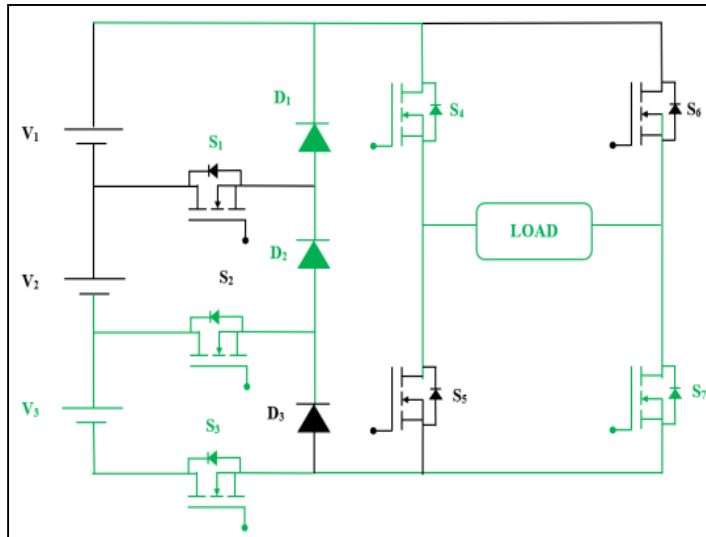 D₁
S₄
S₆
V₁
S₁
LOAD
D₂
V₂
S₂
S₅
S₇
D₃
V₃
S₃